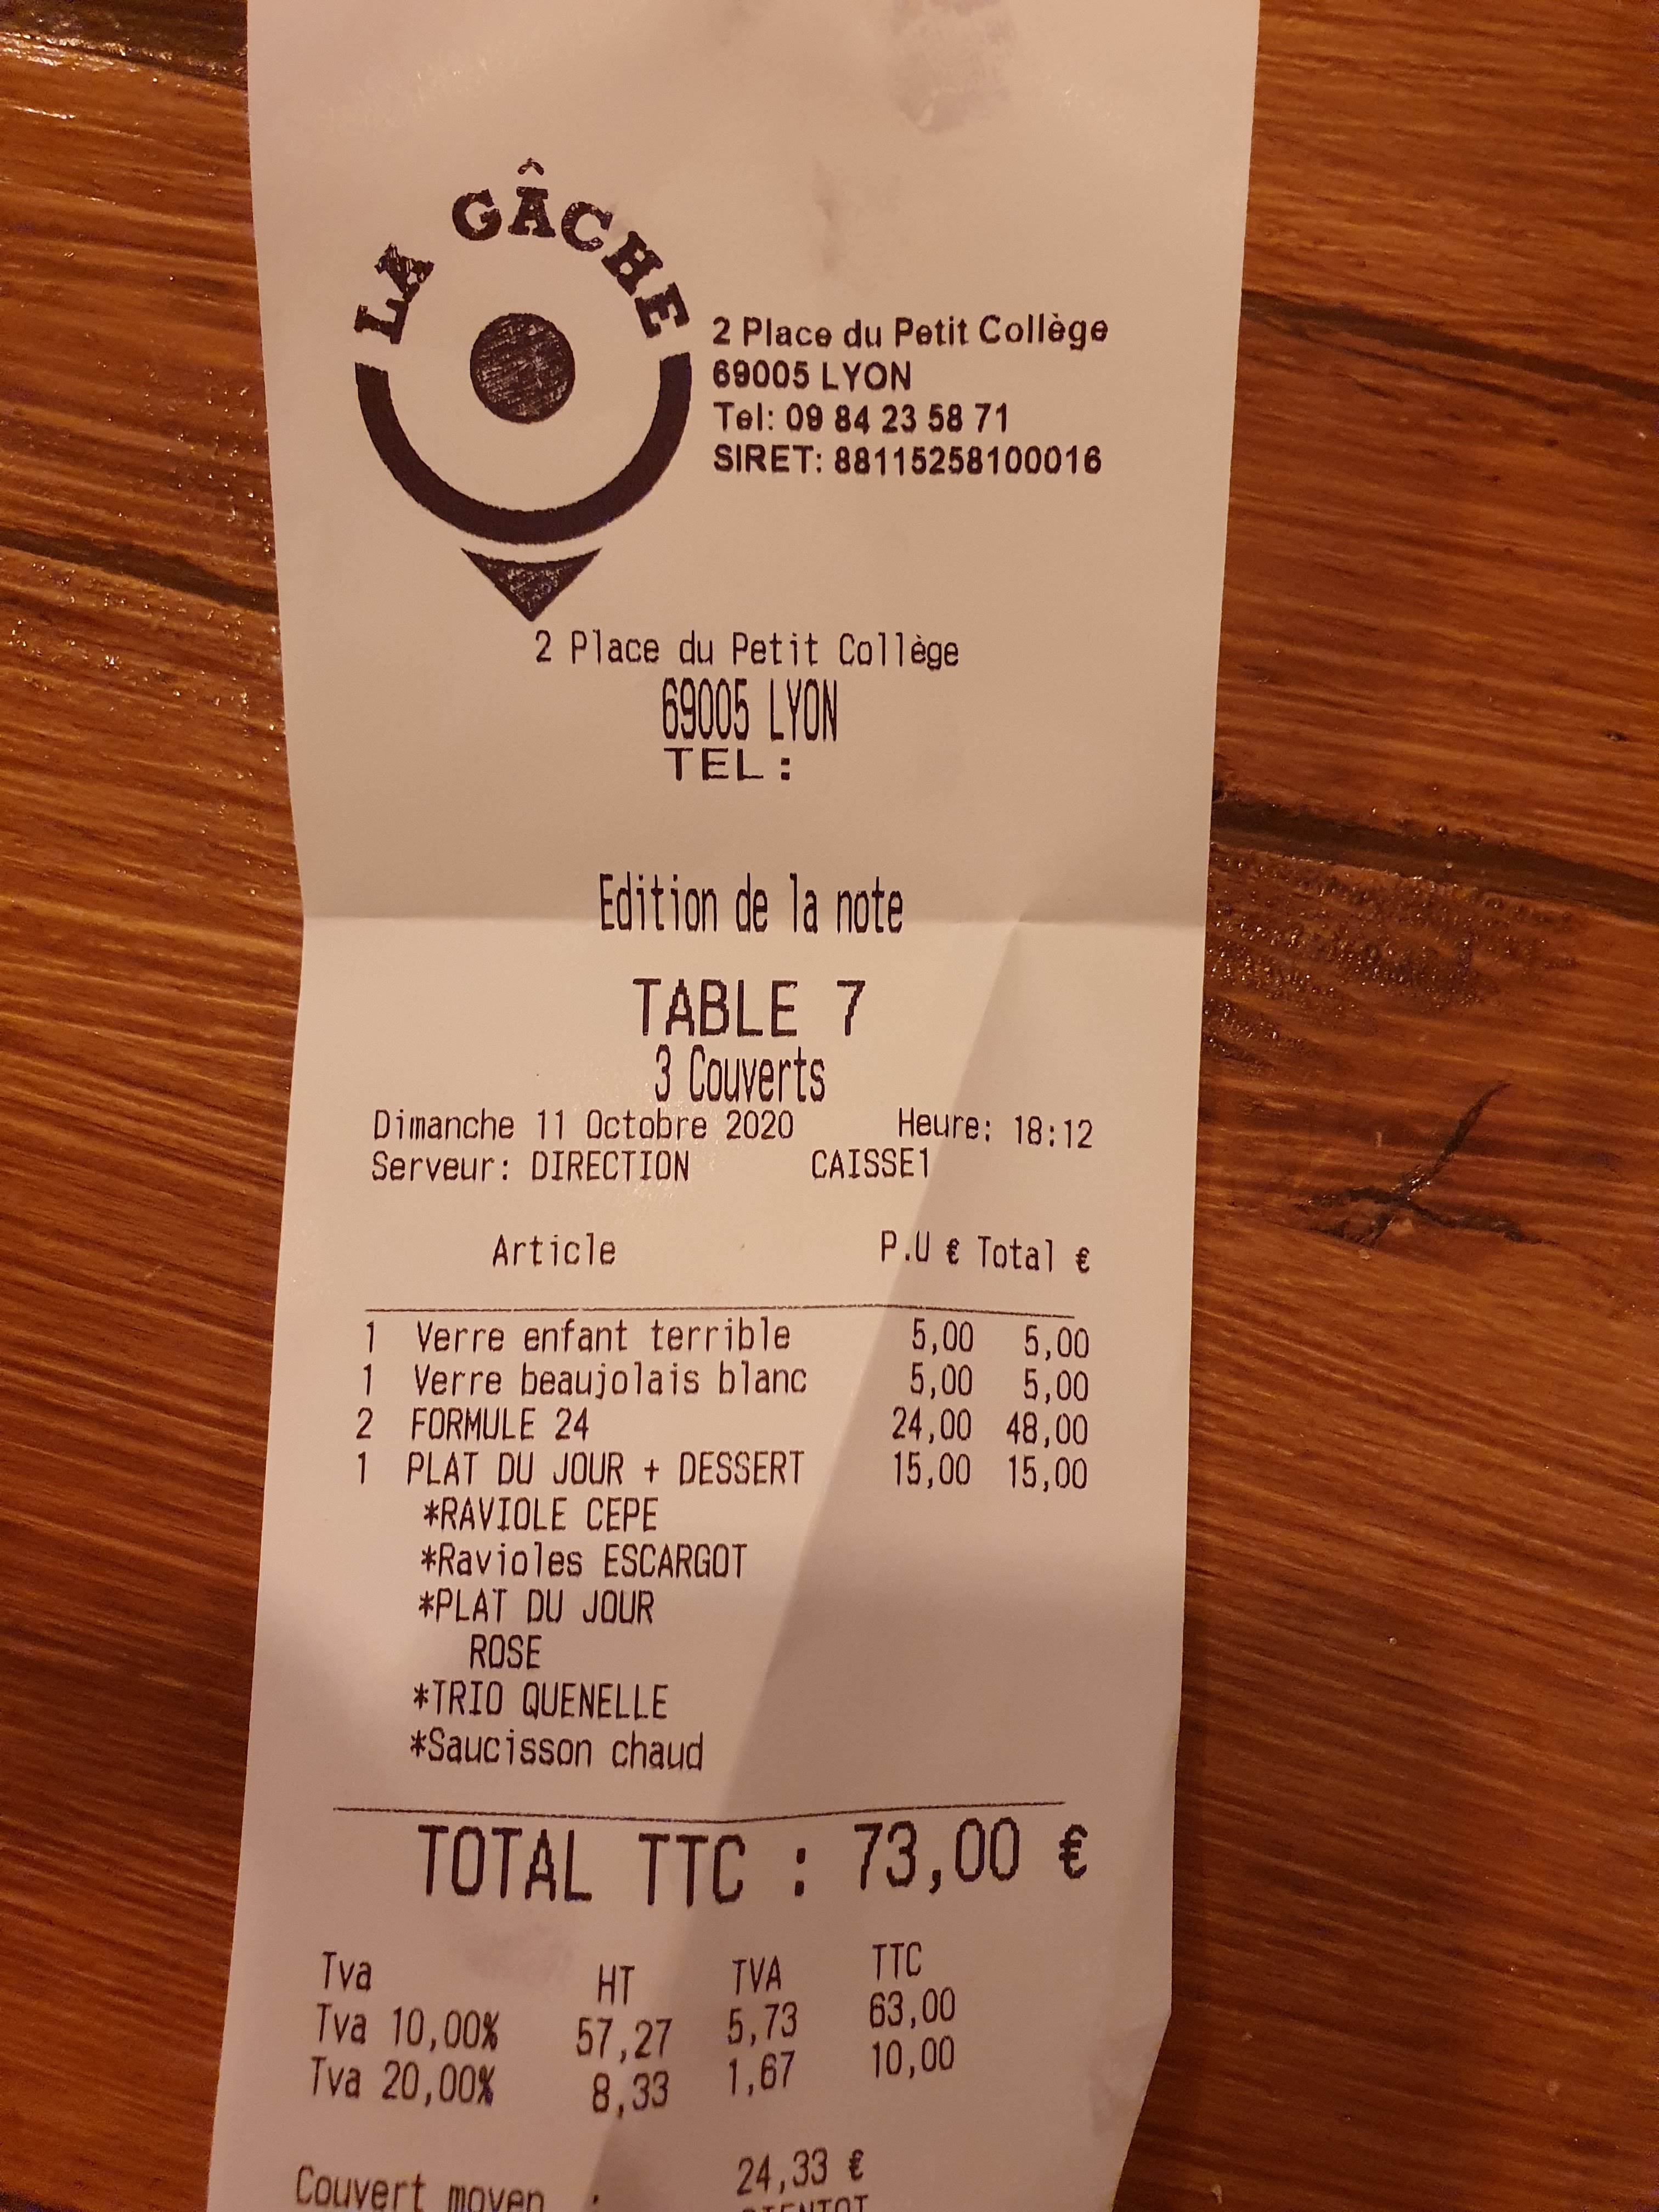 LA GÂCHE
2 Place du Petit Collège
69005 LYON
Tel: 09 84 23 58 71
SIRET: 88115258100016
2 Place du Petit Collège
69005 LYON
TEL :
Edition de la note
TABLE 7
3 Couverts
Dimanche 11 Octobre 2020 Heure: 18:12
Serveur: DIRECTION CAISSE1
Article P.U € Total €
1 Verre enfant terrible 5,00 5,00
1 Verre beaujolais blanc 5,00 5,00
2 FORMULE 24 24,00 48,00
1 PLAT DU JOUR + DESSERT 15,00 15,00
*RAVIOLE CEPE
*Ravioles ESCARGOT
*PLAT DU JOUR
ROSE
*TRIO QUENELLE
*Saucisson chaud
TOTAL TTC : 73,00 €
Tva HT TVA TTC
Tva 10,00% 57,27 5,73 63,00
Tva 20,00% 8,33 1,67 10,00
Couvert moyen : 24,33 €